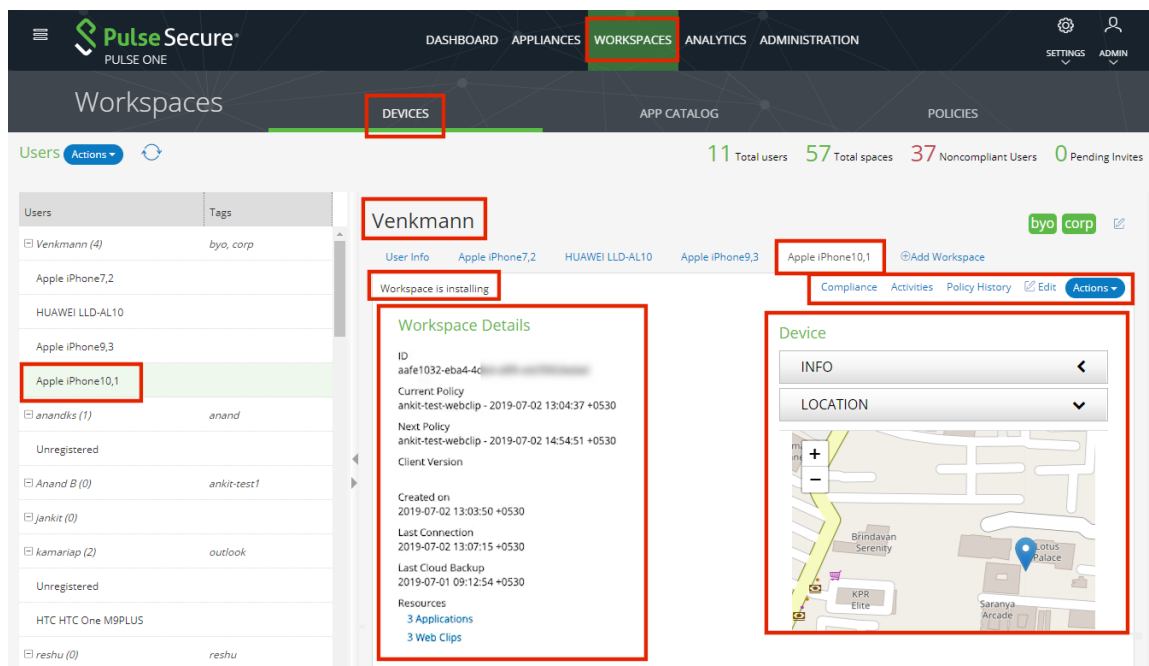 Pulse Secure®
PULSE ONE
DASHBOARD APPLIANCES WORKSPACES ANALYTICS ADMINISTRATION
SETTINGS ADMIN
Workspaces
DEVICES APP CATALOG POLICIES
Users Actions
11 Total users 57 Total spaces 37 Noncompliant Users 0 Pending Invites
Users Tags
Venkmann (4) byo, corp
Apple iPhone7,2
HUAWEI LLD-AL10
Apple iPhone9,3
Apple iPhone10,1
anandks (1) anand
Unregistered
Anand B (0) ankit-test1
jankit (0)
kamariap (2) outlook
Unregistered
HTC HTC One M9PLUS
reshu (0) reshu
Venkmann
byo corp
User Info Apple iPhone7,2 HUAWEI LLD-AL10 Apple iPhone9,3 Apple iPhone10,1 Add Workspace
Workspace is installing
Compliance Activities Policy History Edit Actions
Workspace Details
ID
aafe1032-eba4-4
Current Policy
ankit-test-webclip - 2019-07-02 13:04:37 +0530
Next Policy
ankit-test-webclip - 2019-07-02 14:54:51 +0530
Client Version
Created on
2019-07-02 13:03:50 +0530
Last Connection
2019-07-02 13:07:15 +0530
Last Cloud Backup
2019-07-01 09:12:54 +0530
Resources
3 Applications
3 Web Clips
Device
INFO
LOCATION
+
−
Brindavan
Serenity
Lotus
Palace
KPR
Elite
Saranya
Arcade